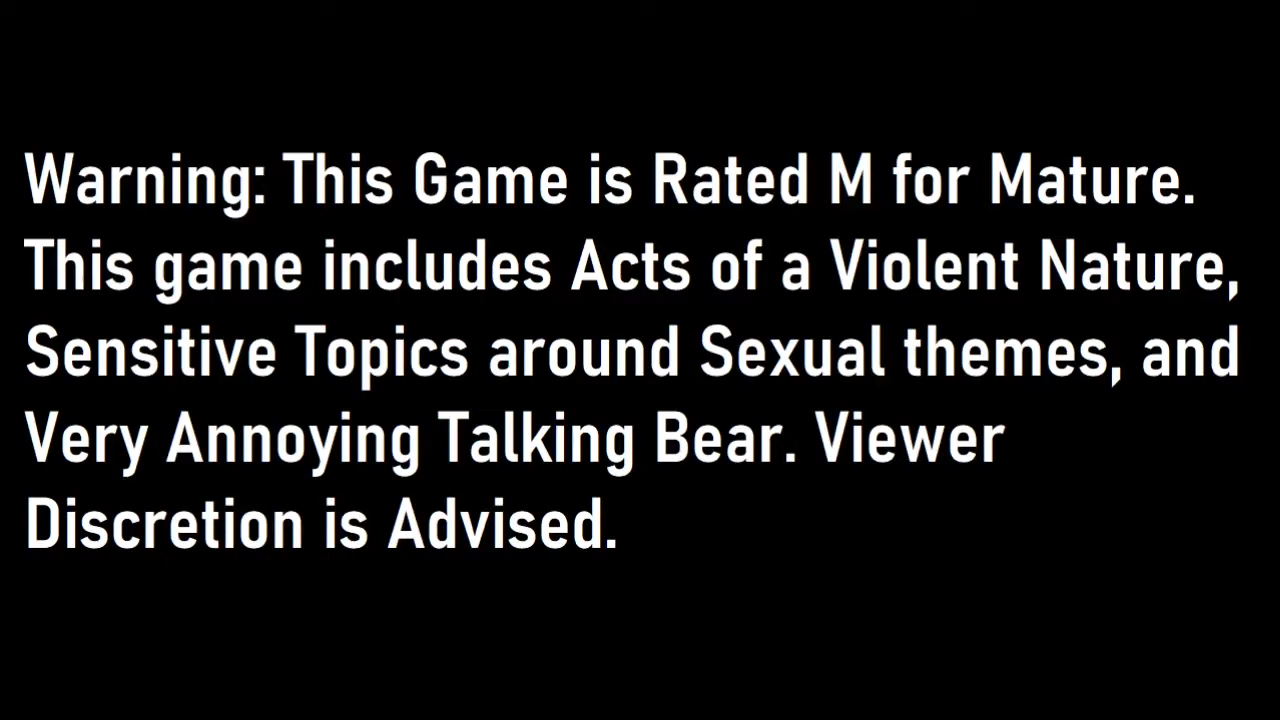 Warning: This Game is Rated M for Mature.
This game includes Acts of a Violent Nature,
Sensitive Topics around Sexual themes, and
Very Annoying Talking Bear. Viewer
Discretion is Advised.